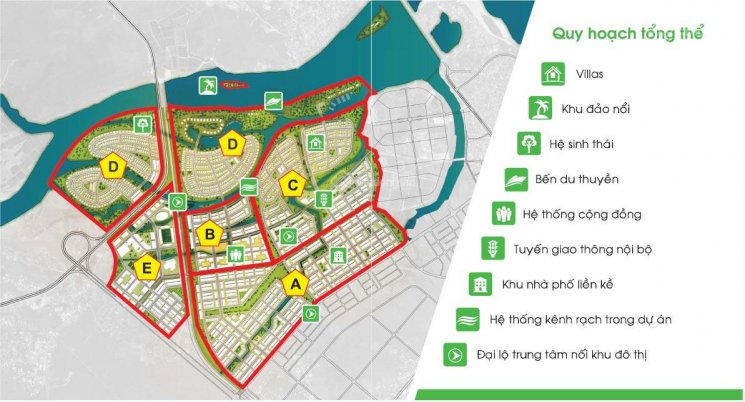 Quy hoạch tổng thể
Villas
Khu đảo nổi
Hệ sinh thái
Bến du thuyền
Hệ thống cộng đồng
Tuyến giao thông nội bộ
Khu nhà phố liền kề
Hệ thống kênh rạch trong dự án
Đại lộ trung tâm nối khu đô thị
D
D
C
B
E
A